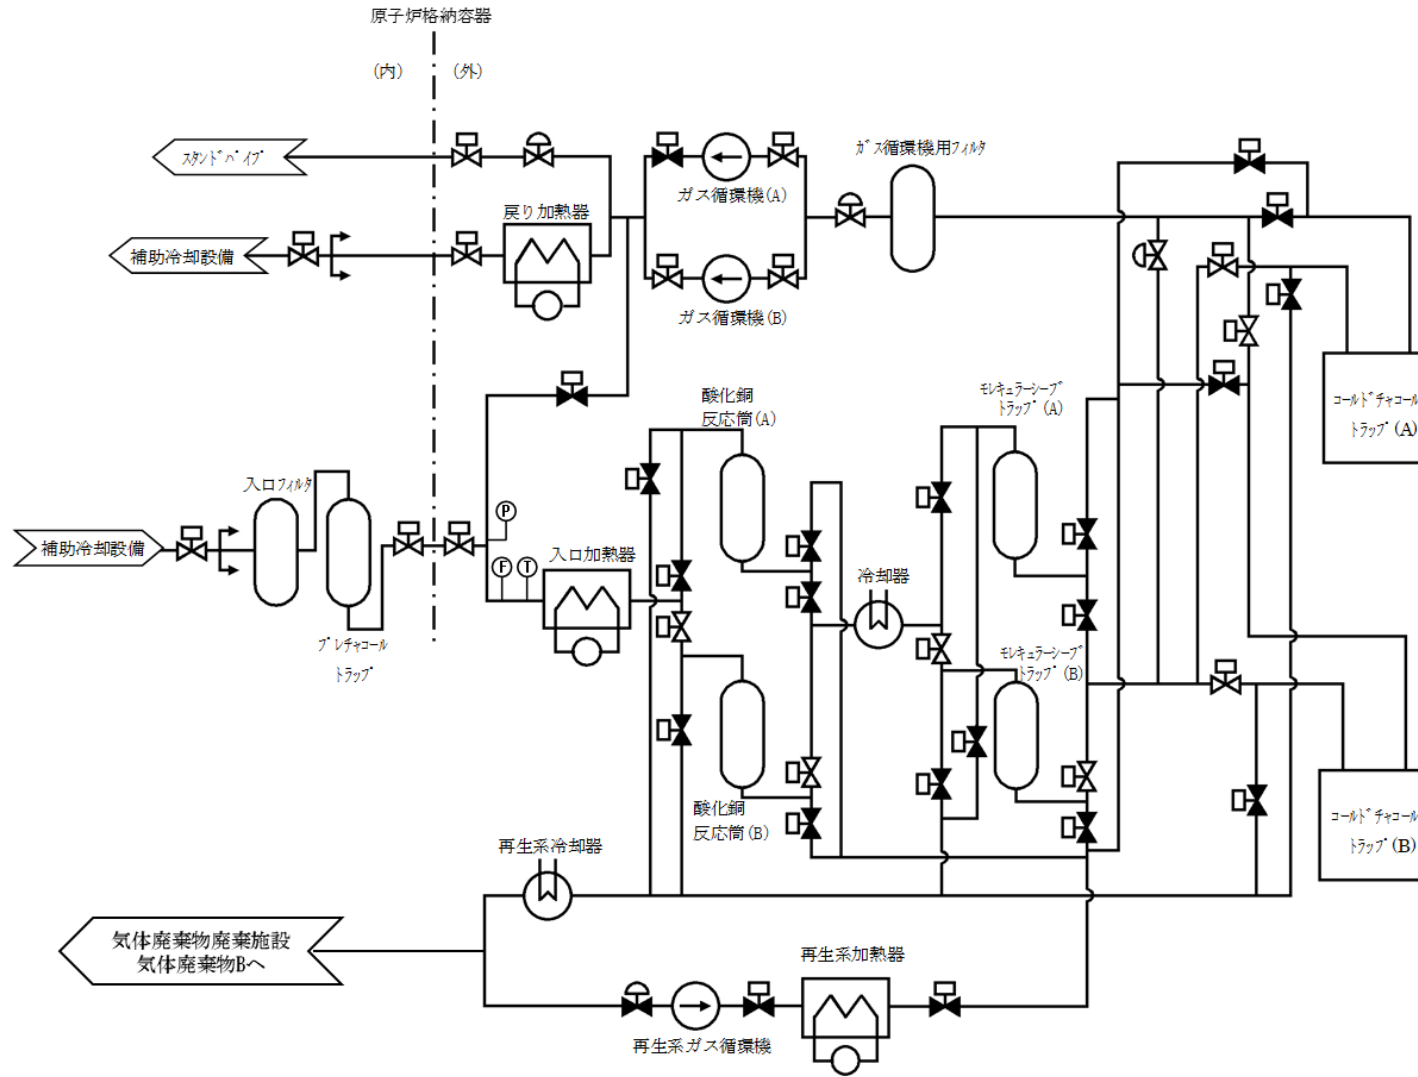 原子炉格納容器
(内)
(外)
スタンドパイプ
補助冷却設備
戻り加熱器
ガス循環機(A)
ガス循環機(B)
ガス循環機用フィルタ
酸化銅
反応筒(A)
モレキュラーシーブ
トラップ(A)
コールドチャコール
トラップ(A)
入口フィルタ
補助冷却設備
P
F
T
入口加熱器
冷却器
プレチャコール
トラップ
モレキュラーシーブ
トラップ(B)
酸化銅
反応筒(B)
コールドチャコール
トラップ(B)
再生系冷却器
気体廃棄物廃棄施設
気体廃棄物Bへ
再生系加熱器
再生系ガス循環機